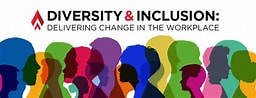 DIVERSITY & INCLUSION:
DELIVERING CHANGE IN THE WORKPLACE